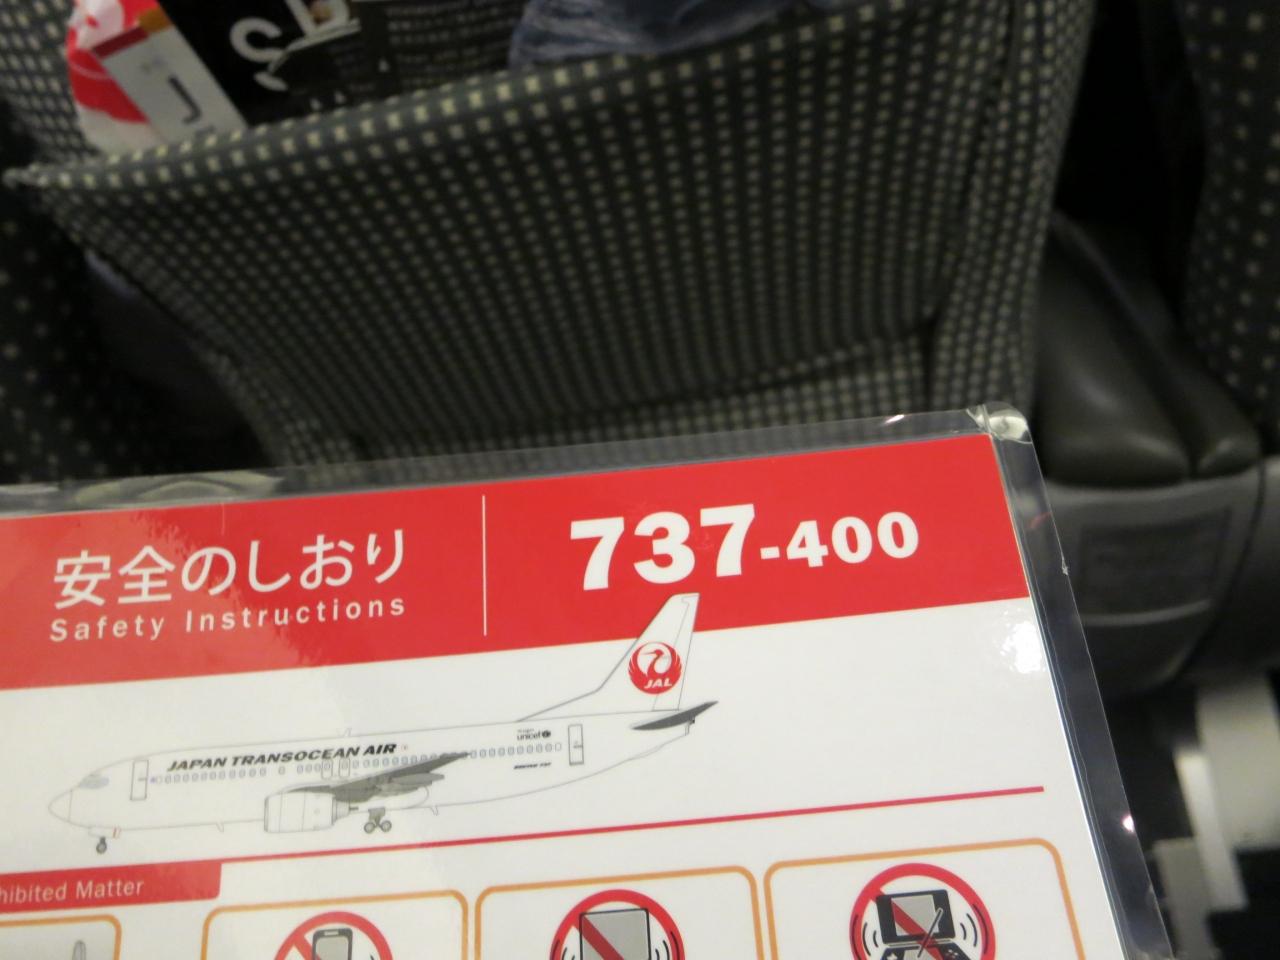 J
安全のしおり
Safety Instructions
737-400
JAL
JAPAN TRANSOCEAN AIR
unicef
hibited Matter